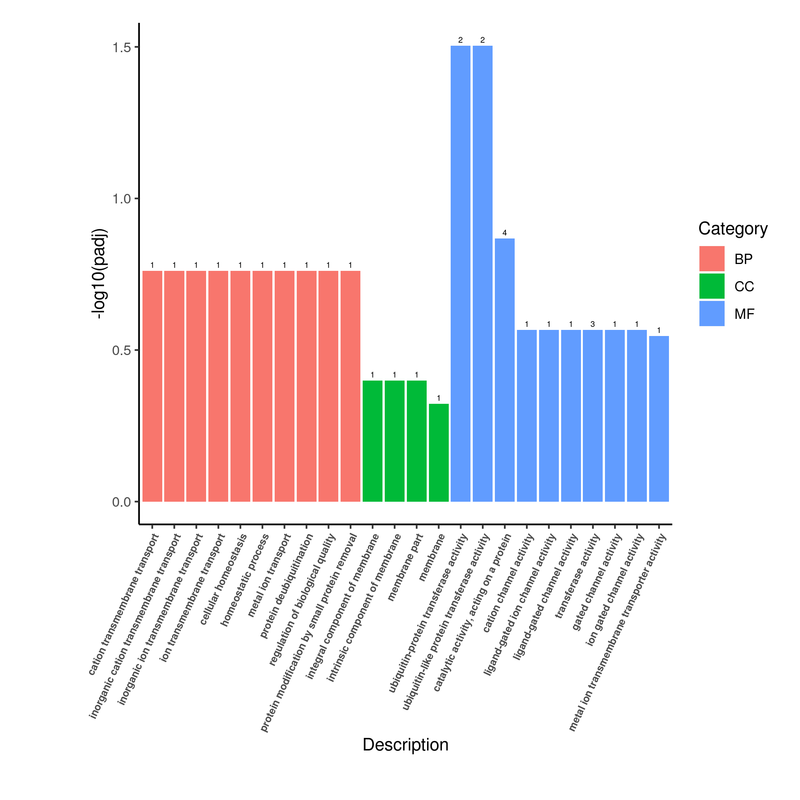 2 2
1.5
1.0
4
-log10(padj)
1 1 1 1 1 1 1 1 1 1
1 1 1 3 1 1 1
0.5
1 1 1 1
0.0
cation transmembrane transport
inorganic cation transmembrane transport
inorganic ion transmembrane transport
ion transmembrane transport
cellular homeostasis
homeostatic process
metal ion transport
protein deubiquitination
regulation of biological quality
protein modification by small protein removal
integral component of membrane
intrinsic component of membrane
membrane part
membrane
ubiquitin-protein transferase activity
ubiquitin-like protein transferase activity
catalytic activity, acting on a protein
cation channel activity
ligand-gated ion channel activity
ligand-gated channel activity
transferase activity
gated channel activity
ion gated channel activity
metal ion transmembrane transporter activity
Description
Category
BP
CC
MF